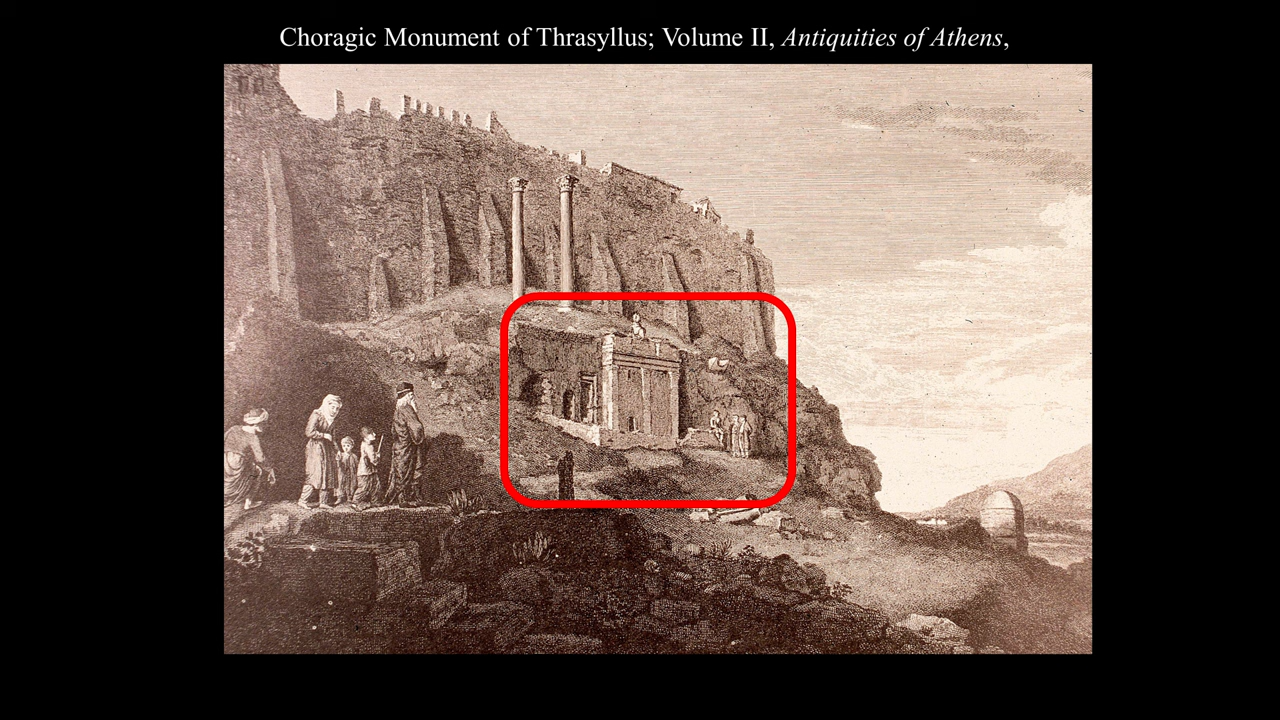 Choragic Monument of Thrasyllus; Volume II, Antiquities of Athens,